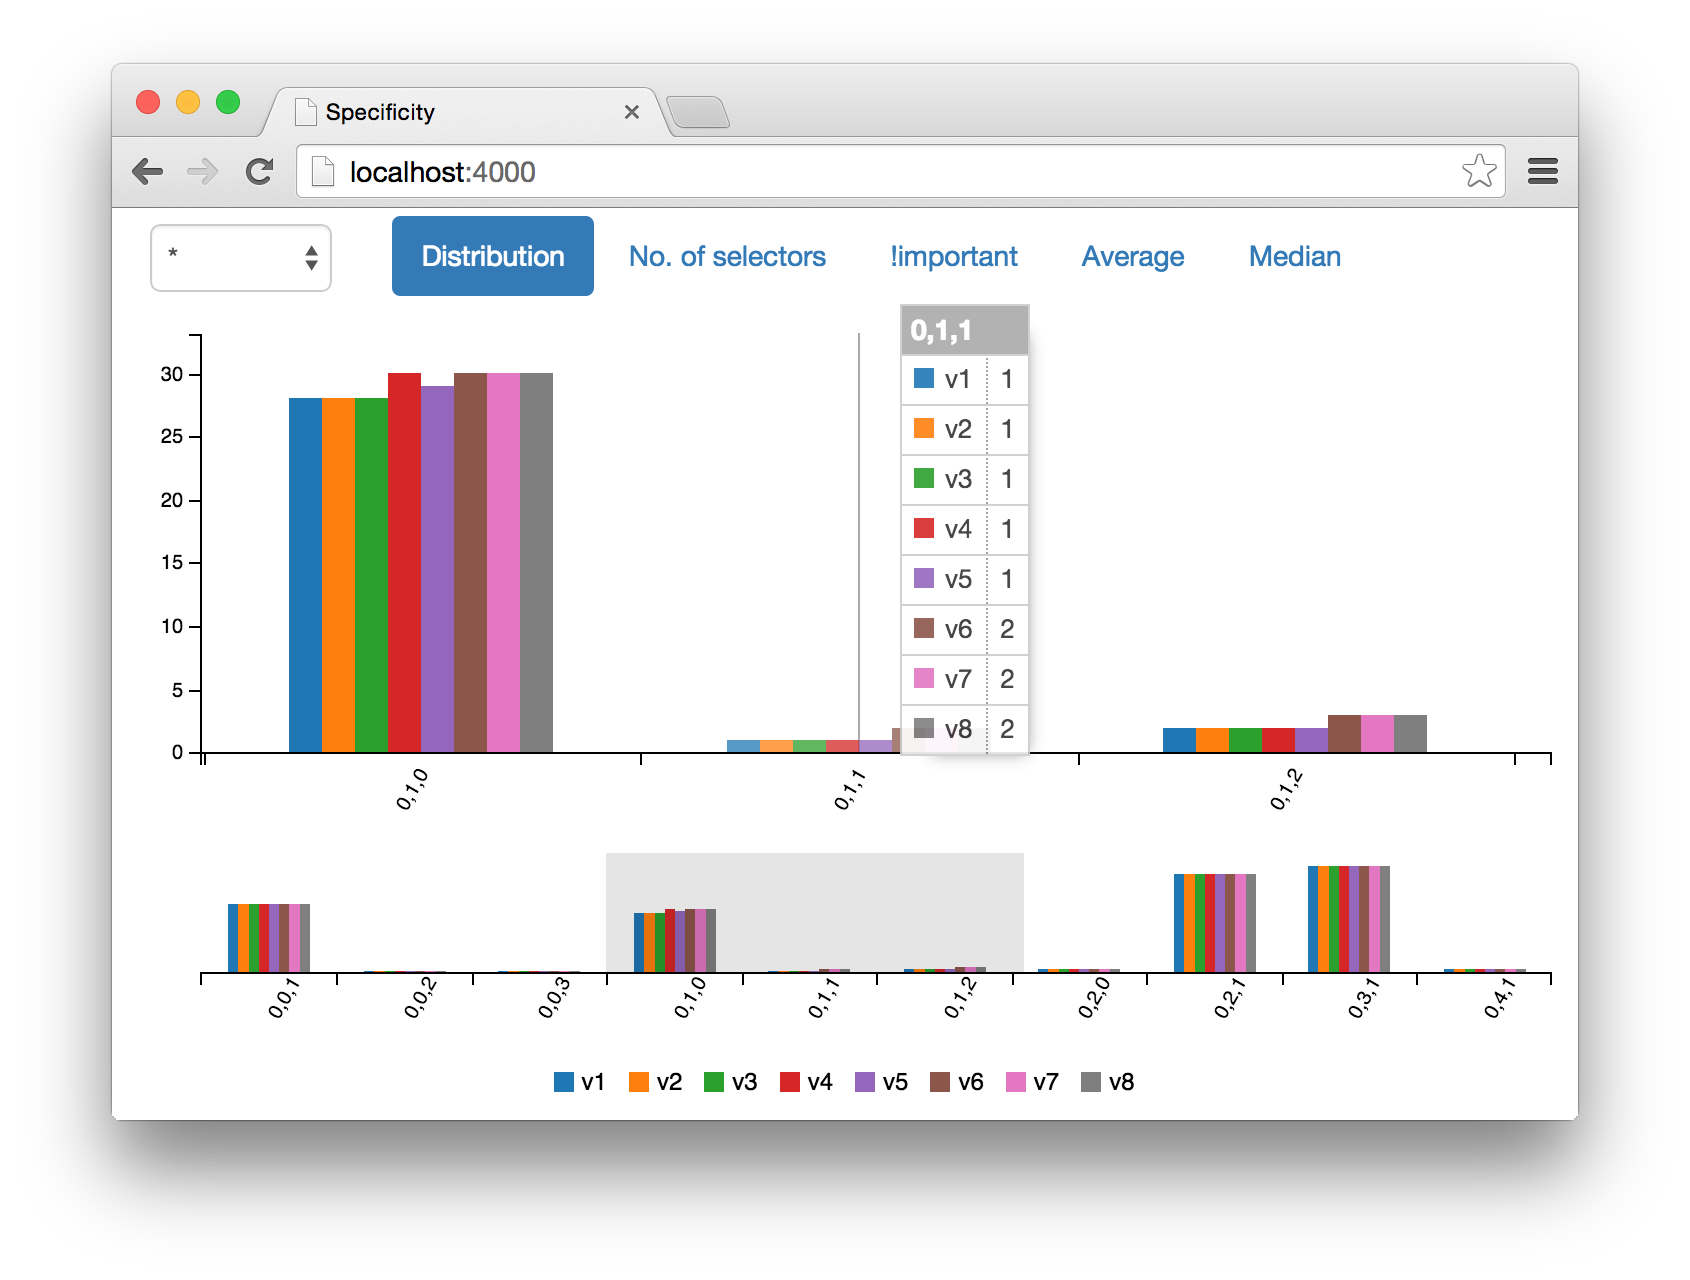 Specificity
localhost:4000
*
Distribution No. of selectors !important Average Median
0,1,1
v1 1
v2 1
v3 1
v4 1
v5 1
v6 2
v7 2
v8 2
30
25
20
15
10
5
0
0,1,0 0,1,1 0,1,2
0,0,1 0,0,2 0,0,3 0,1,0 0,1,1 0,1,2 0,2,0 0,2,1 0,3,1 0,4,1
v1 v2 v3 v4 v5 v6 v7 v8